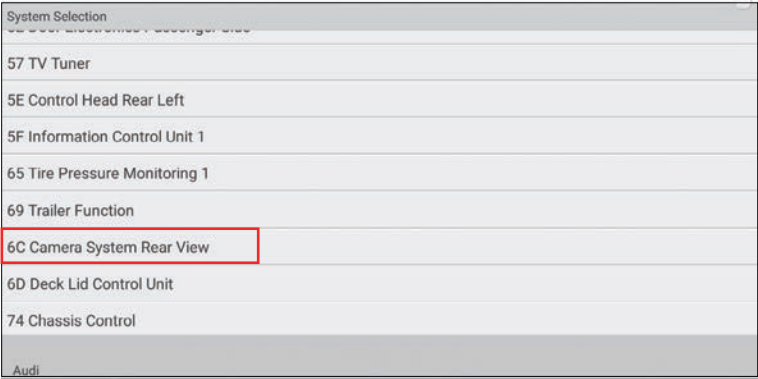 System Selection
57 TV Tuner
5E Control Head Rear Left
5F Information Control Unit 1
65 Tire Pressure Monitoring 1
69 Trailer Function
6C Camera System Rear View
6D Deck Lid Control Unit
74 Chassis Control
Audi